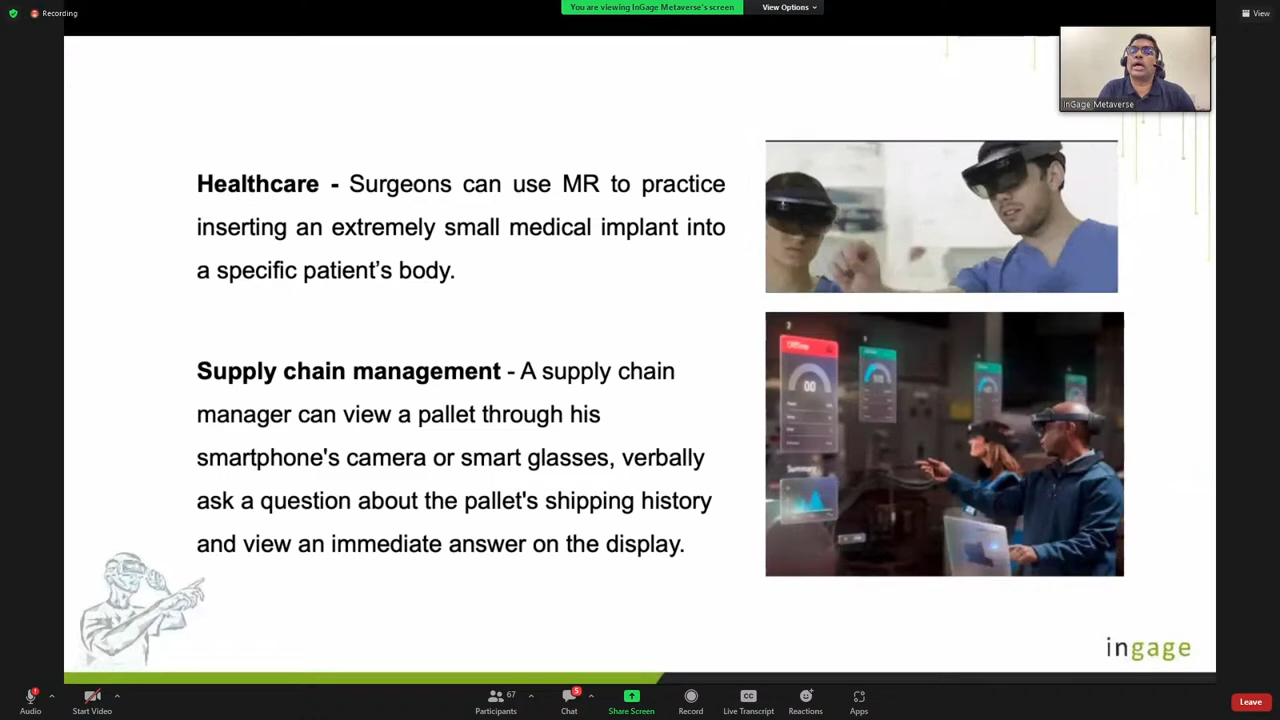 Recording
You are viewing InGage Metaverse's screen
View Options
View
InGage Metaverse
Healthcare - Surgeons can use MR to practice
inserting an extremely small medical implant into
a specific patient's body.
Supply chain management - A supply chain
manager can view a pallet through his
smartphone's camera or smart glasses, verbally
ask a question about the pallet's shipping history
and view an immediate answer on the display.
Offline
00
Summary
ingage
Audio
Start Video
Participants
67
Chat
5
Share Screen
Record
CC
Live Transcript
Reactions
Apps
Leave